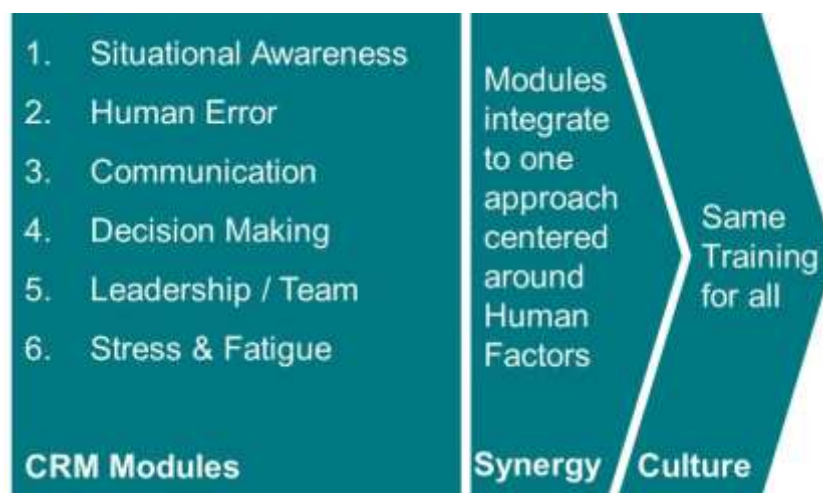 1. Situational Awareness
2. Human Error
3. Communication
4. Decision Making
5. Leadership / Team
6. Stress & Fatigue
CRM Modules
Modules
integrate
to one
approach
centered
around
Human
Factors
Synergy
Same
Training
for all
Culture